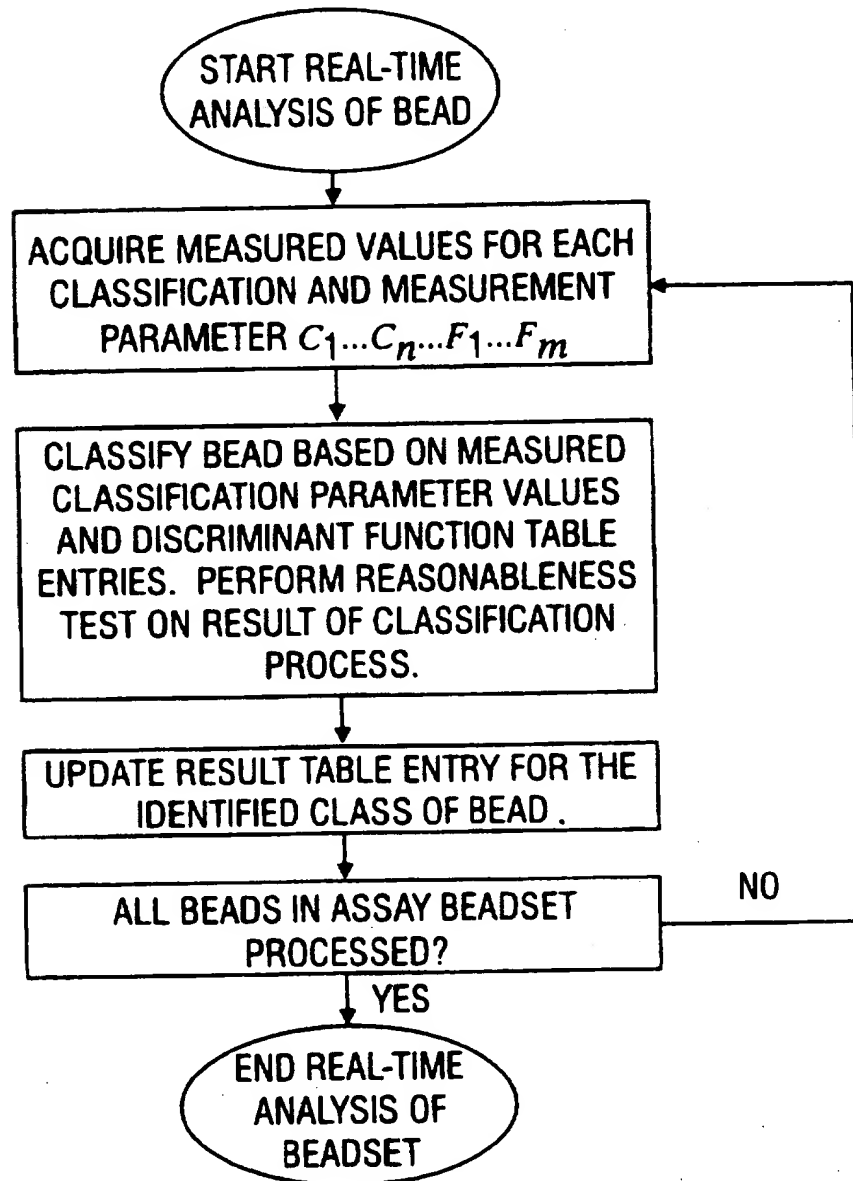 START REAL-TIME
ANALYSIS OF BEAD
ACQUIRE MEASURED VALUES FOR EACH
CLASSIFICATION AND MEASUREMENT
PARAMETER C1...Cn...F1...Fm
CLASSIFY BEAD BASED ON MEASURED
CLASSIFICATION PARAMETER VALUES
AND DISCRIMINANT FUNCTION TABLE
ENTRIES. PERFORM REASONABLENESS
TEST ON RESULT OF CLASSIFICATION
PROCESS.
UPDATE RESULT TABLE ENTRY FOR THE
IDENTIFIED CLASS OF BEAD .
ALL BEADS IN ASSAY BEADSET
PROCESSED?
NO
YES
END REAL-TIME
ANALYSIS OF
BEADSET